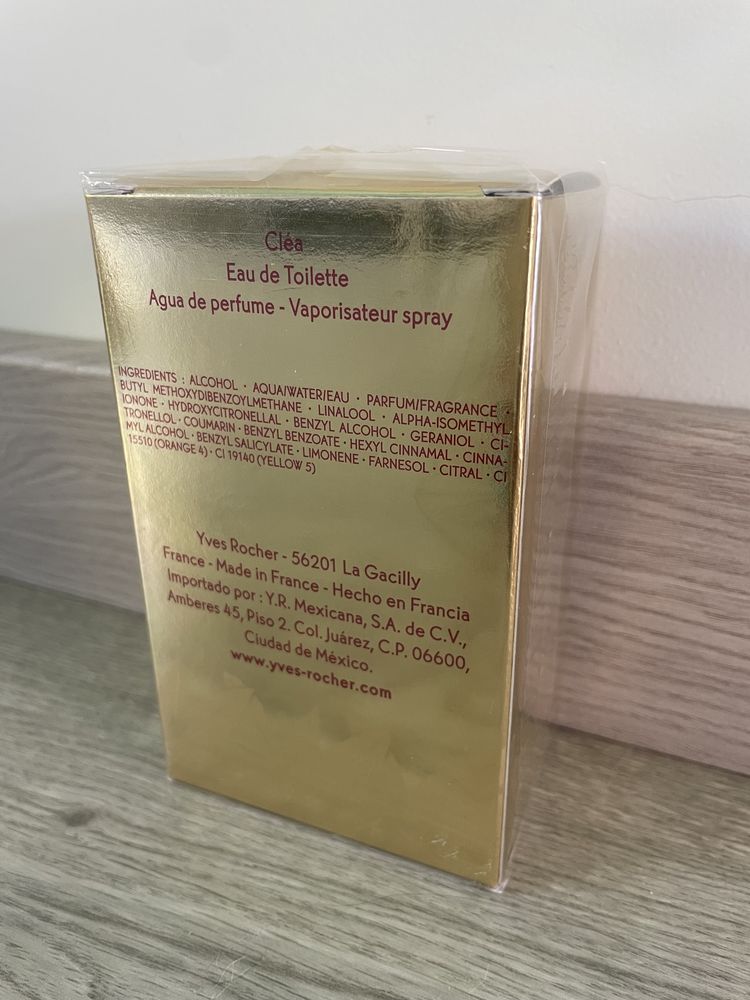 Cléa
Eau de Toilette
Agua de perfume - Vaporisateur spray
INGREDIENTS : ALCOHOL · AQUA/WATER/EAU · PARFUM/FRAGRANCE ·
BUTYL METHOXYDIBENZOYLMETHANE · LINALOOL · ALPHA-ISOMETHYL
IONONE · HYDROXYCITRONELLAL · BENZYL ALCOHOL · GERANIOL · CI-
TRONELLOL · COUMARIN · BENZYL BENZOATE · HEXYL CINNAMAL · CINNA-
MYL ALCOHOL · BENZYL SALICYLATE · LIMONENE · FARNESOL · CITRAL · CI
15510 (ORANGE 4) · CI 19140 (YELLOW 5)
Yves Rocher - 56201 La Gacilly
France - Made in France - Hecho en Francia
Importado por : Y.R. Mexicana, S.A. de C.V.,
Amberes 45, Piso 2. Col. Juárez, C.P. 06600,
Ciudad de México.
www.yves-rocher.com